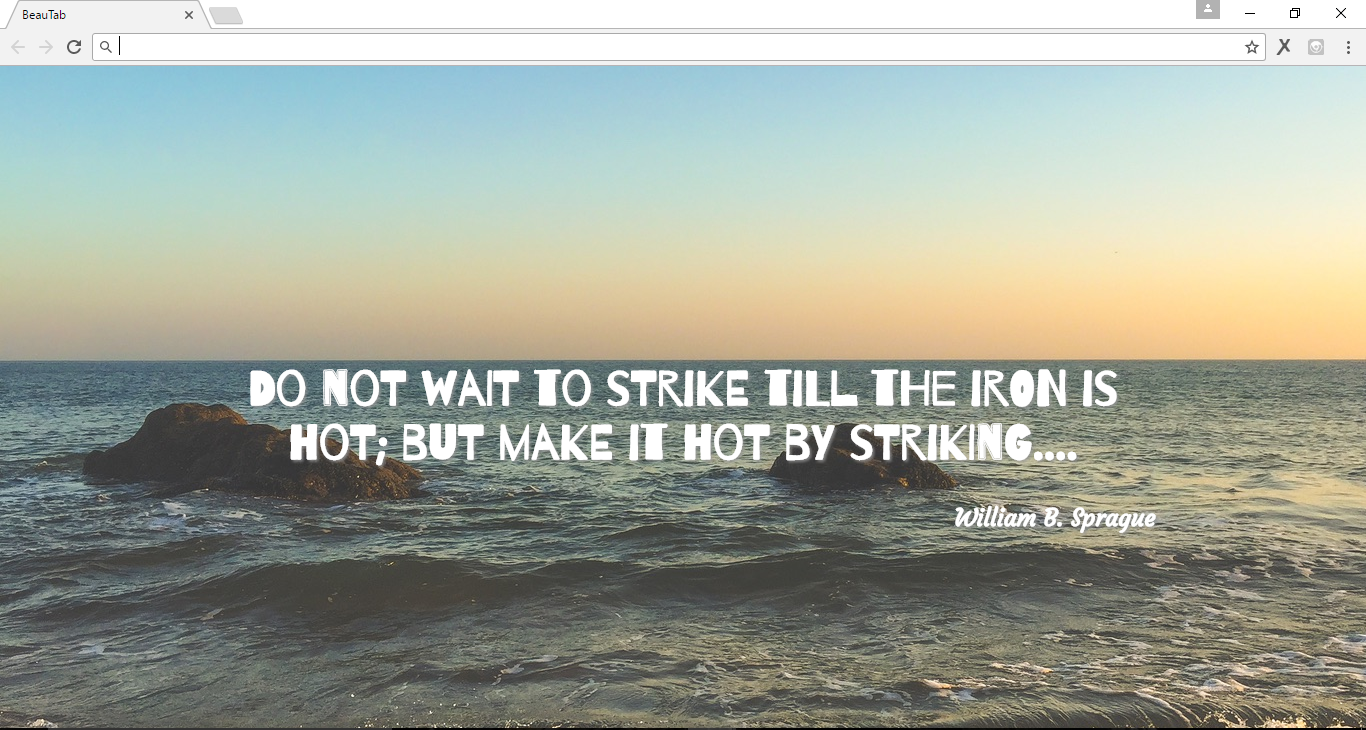 BeauTab
DO NOT WAIT TO STRIKE TILL THE IRON IS
HOT; BUT MAKE IT HOT BY STRIKING....
William B. Sprague